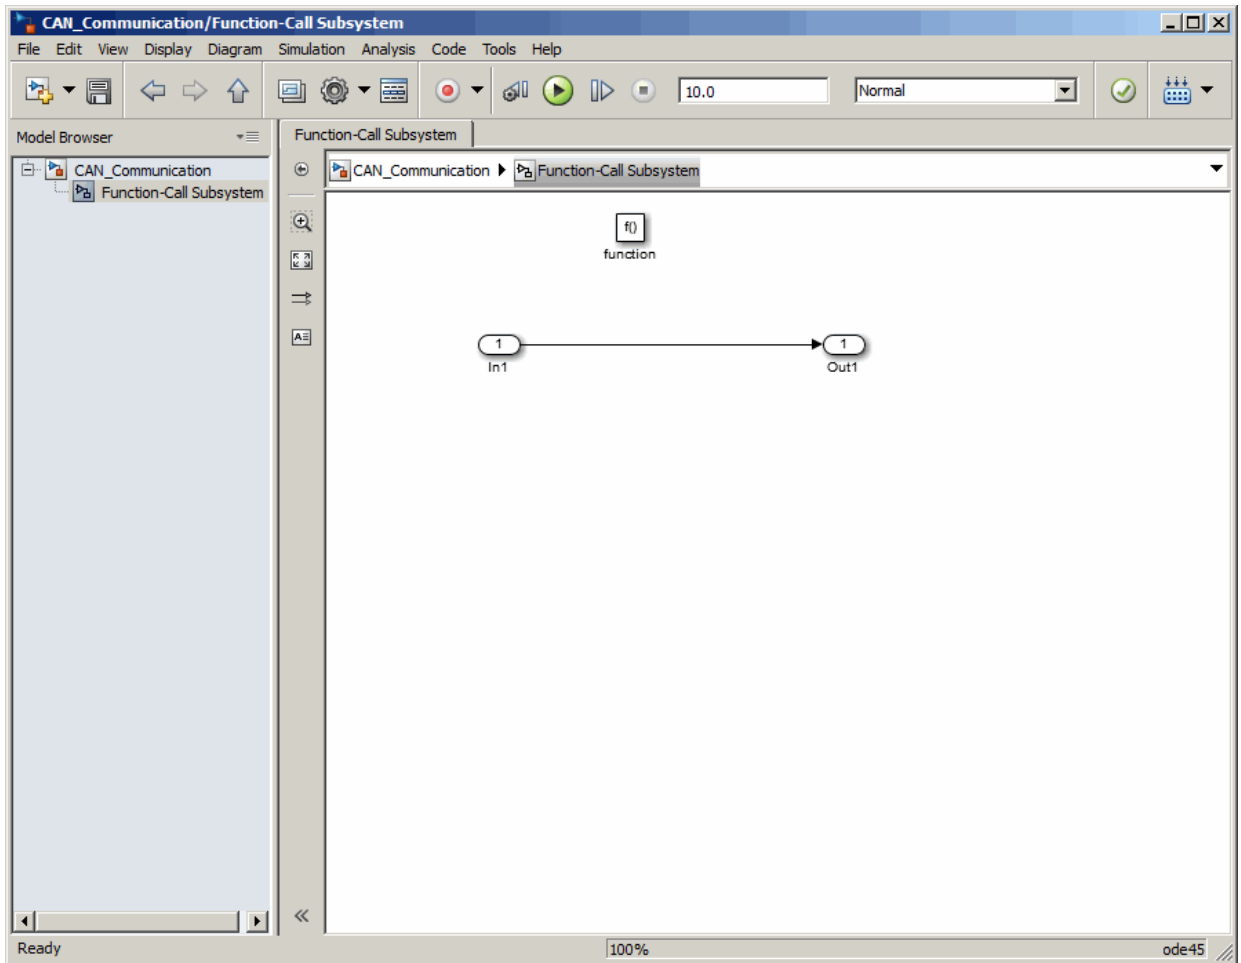 CAN_Communication/Function-Call Subsystem
File Edit View Display Diagram Simulation Analysis Code Tools Help
10.0 Normal
Model Browser
Function-Call Subsystem
CAN_Communication
Function-Call Subsystem
CAN_Communication Function-Call Subsystem
f()
function
1
In1
1
Out1
A
Ready 100% ode45